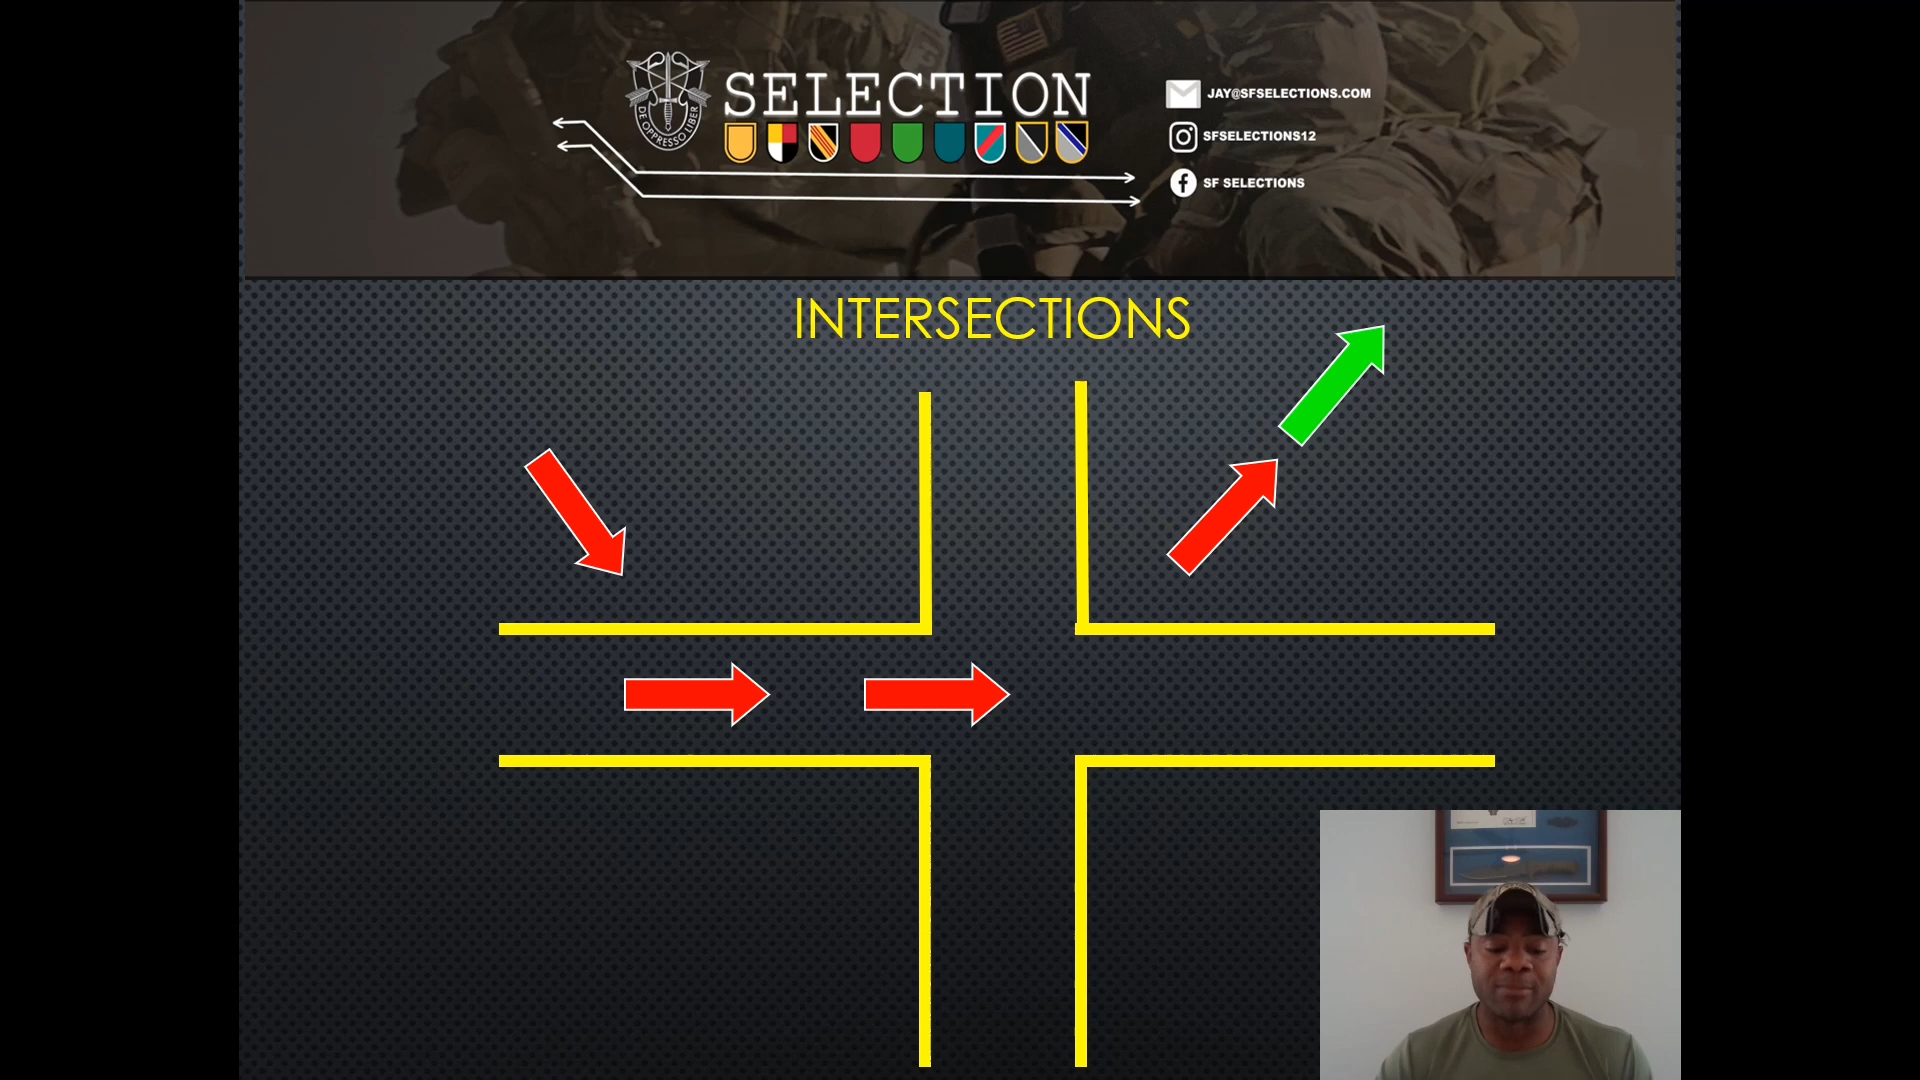 SELECTION
DE OPPRESSO LIBER
JAY@SFSELECTIONS.COM
SFSELECTIONS12
SF SELECTIONS
INTERSECTIONS